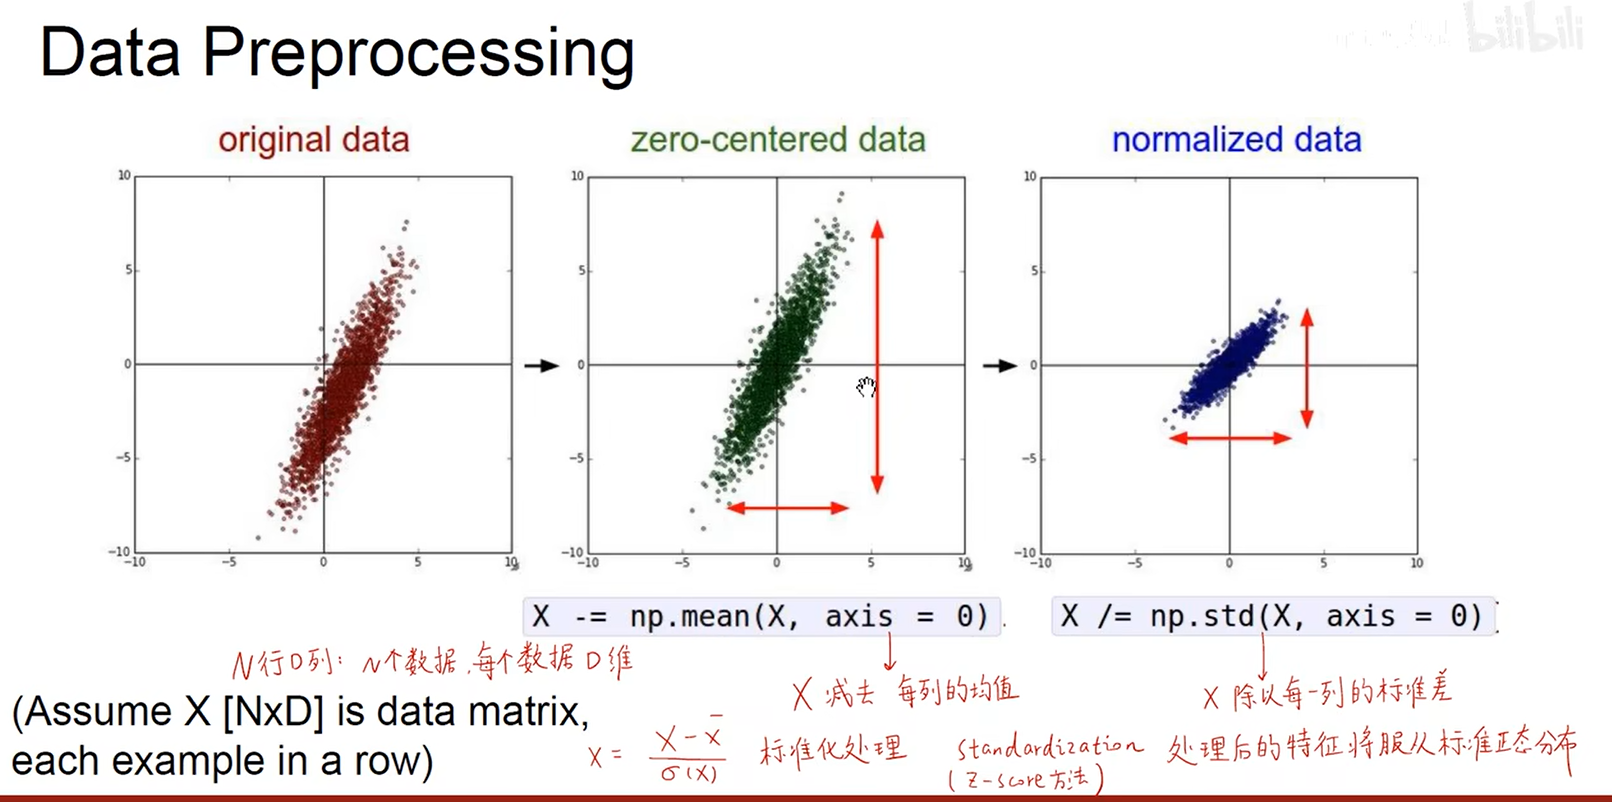 Data Preprocessing
bilibili
original data
zero-centered data
normalized data
10
5
0
-5
-10
-10 -5 0 5 10
10
5
0
-5
-10
-10 -5 0 5 10
10
5
0
-5
-10
-10 -5 0 5 10
X -= np.mean(X, axis = 0)
X /= np.std(X, axis = 0)
N行D列: N个数据,每个数据D维
X 减去 每列的均值
X 除以每一列的标准差
(Assume X [NxD] is data matrix,
each example in a row)
X = (X - X̄) / σ(X)
标准化处理
standardization
(Z-score方法)
处理后的特征将服从标准正态分布